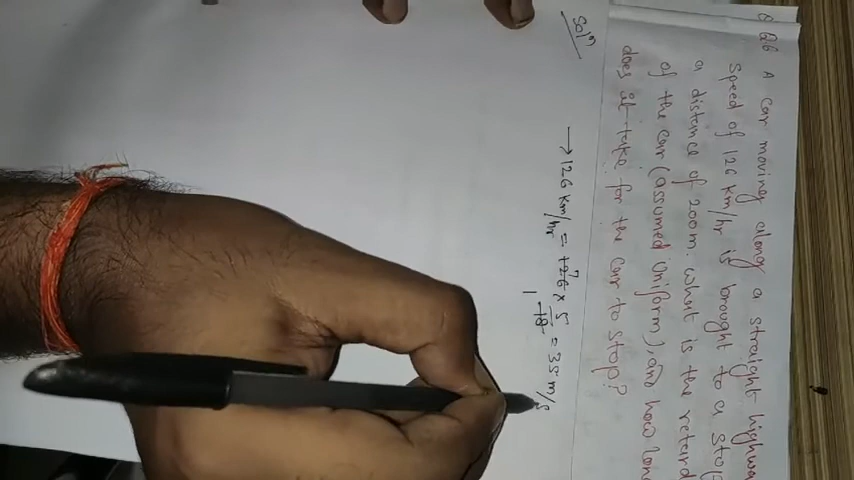 Q Q6 A car moving along a straight highway
speed of 126 km/hr is brought to a stop
a distance of 200m. what is the retard
of the car (assumed uniform), and how long
does it take for the car to stop?
Solⁿ
→ 126 km/hr = 126 7 × 5 / 18 1 = 35 m/s